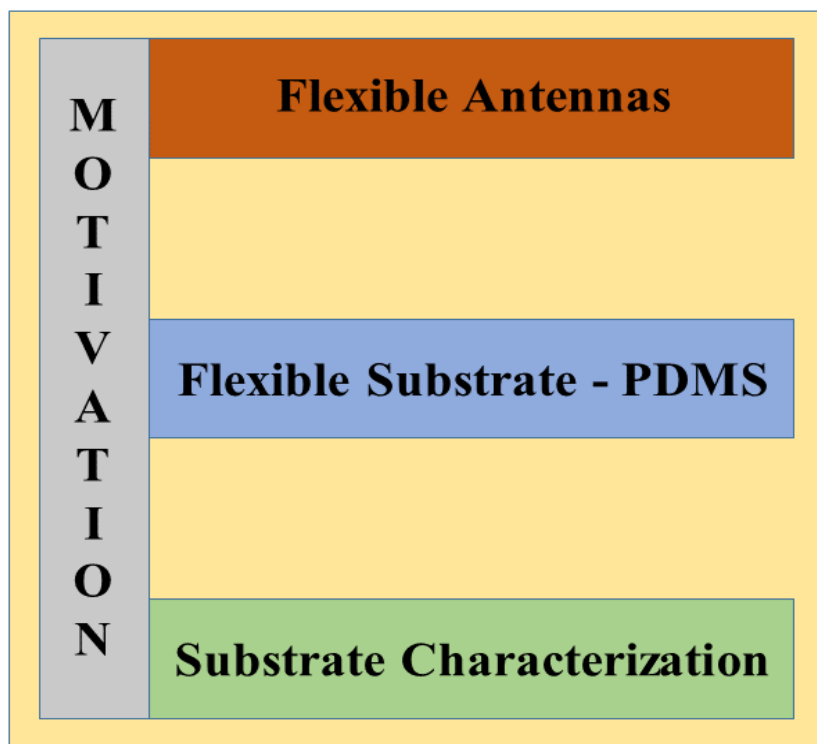 MOTIVATION
Flexible Antennas
Flexible Substrate - PDMS
Substrate Characterization